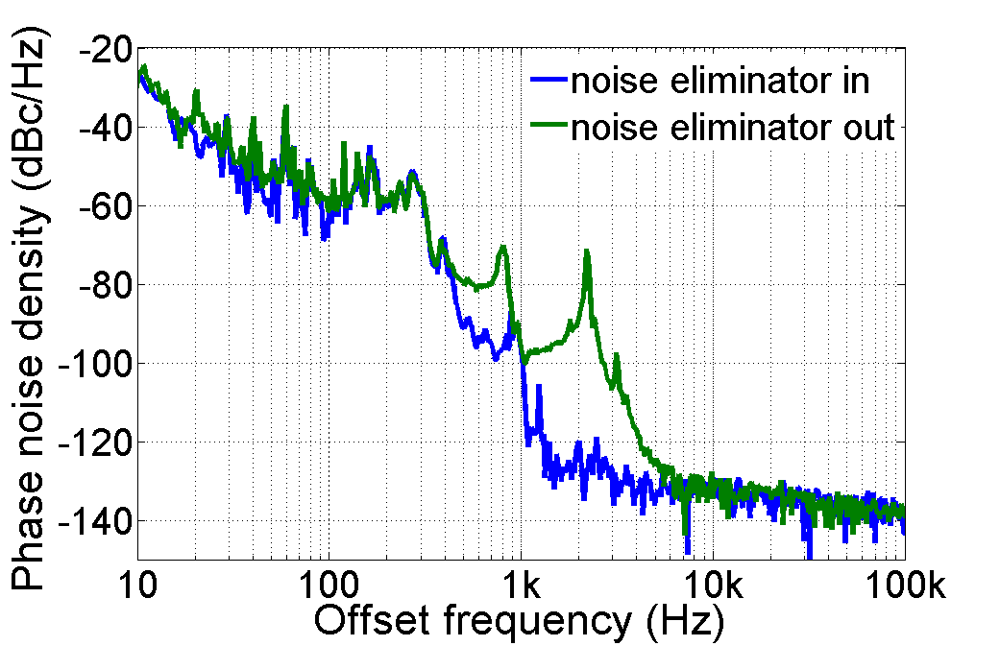 Phase noise density (dBc/Hz)
-20
-40
-60
-80
-100
-120
-140
noise eliminator in
noise eliminator out
10
100
1k
10k
100k
Offset frequency (Hz)